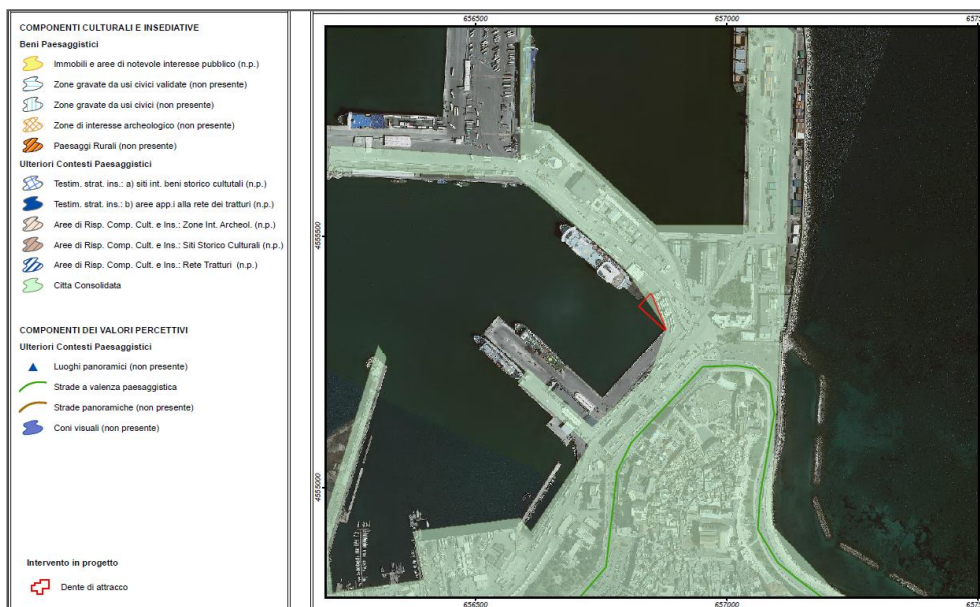 COMPONENTI CULTURALI E INSEDIATIVE
Beni Paesaggistici
Immobili e aree di notevole interesse pubblico (n.p.)
Zone gravate da usi civici validate (non presente)
Zone gravate da usi civici (non presente)
Zone di interesse archeologico (non presente)
Paesaggi Rurali (non presente)
Ulteriori Contesti Paesaggistici
Testim. strat. ins.: a) siti int. beni storico cultutali (n.p.)
Testim. strat. ins.: b) aree app.i alla rete dei tratturi (n.p.)
Aree di Risp. Comp. Cult. e Ins.: Zone Int. Archeol. (n.p.)
Aree di Risp. Comp. Cult. e Ins.: Siti Storico Culturali (n.p.)
Aree di Risp. Comp. Cult. e Ins.: Rete Tratturi (n.p.)
Citta Consolidata
COMPONENTI DEI VALORI PERCETTIVI
Ulteriori Contesti Paesaggistici
Luoghi panoramici (non presente)
Strade a valenza paesaggistica
Strade panoramiche (non presente)
Coni visuali (non presente)
Intervento in progetto
Dente di attracco
656500
657000
4555500
4555000
656500
657000